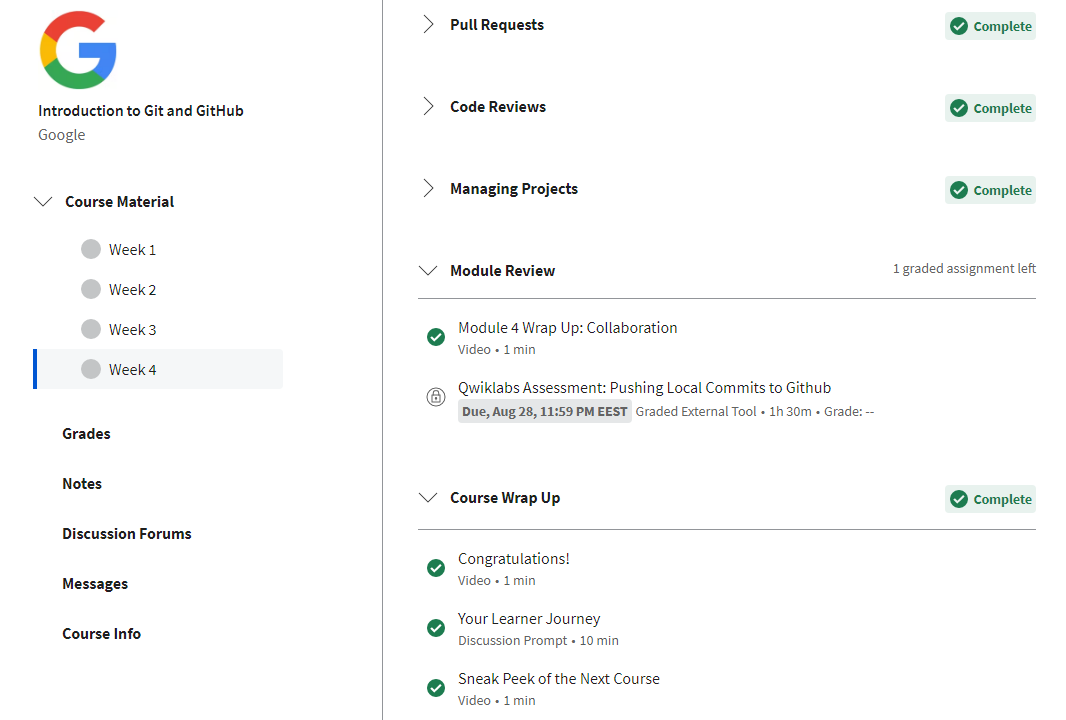 Introduction to Git and GitHub
Google
Course Material
Week 1
Week 2
Week 3
Week 4
Grades
Notes
Discussion Forums
Messages
Course Info
Pull Requests
Complete
Code Reviews
Complete
Managing Projects
Complete
Module Review
1 graded assignment left
Module 4 Wrap Up: Collaboration
Video • 1 min
Qwiklabs Assessment: Pushing Local Commits to Github
Due, Aug 28, 11:59 PM EEST Graded External Tool • 1h 30m • Grade: --
Course Wrap Up
Complete
Congratulations!
Video • 1 min
Your Learner Journey
Discussion Prompt • 10 min
Sneak Peek of the Next Course
Video • 1 min